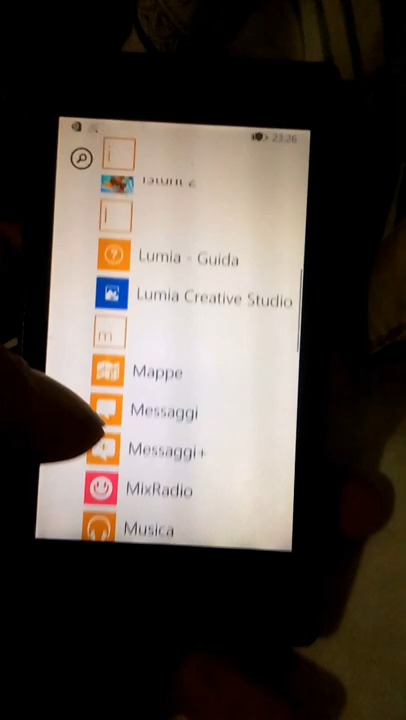 23:26
i
l
Lumia - Guida
Lumia Creative Studio
m
Mappe
Messaggi
Messaggi+
MixRadio
Musica